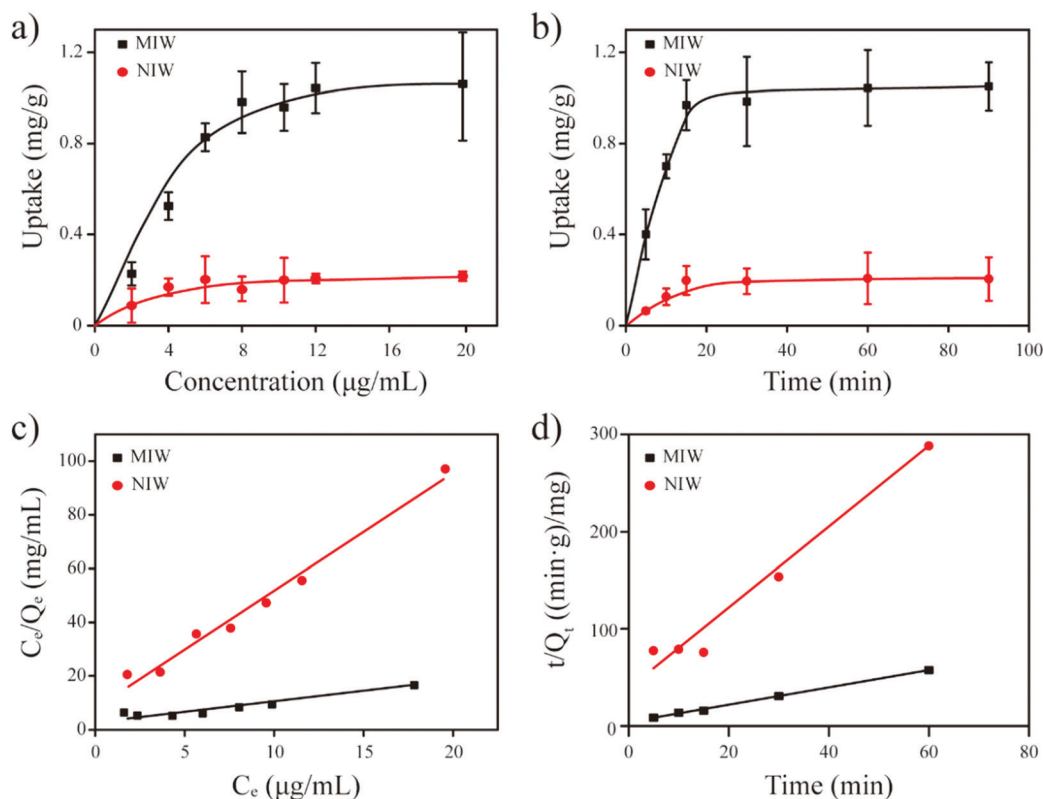 a)
MIW
NIW
Uptake (mg/g)
1.2
0.8
0.4
0
0
4
8
12
16
20
Concentration (μg/mL)
b)
MIW
NIW
Uptake (mg/g)
1.2
0.8
0.4
0
0
20
40
60
80
100
Time (min)
c)
MIW
NIW
Cₑ/Qₑ (mg/mL)
100
80
60
40
20
0
0
5
10
15
20
Cₑ (μg/mL)
d)
MIW
NIW
t/Qₜ ((min·g)/mg)
300
200
100
0
0
20
40
60
80
Time (min)